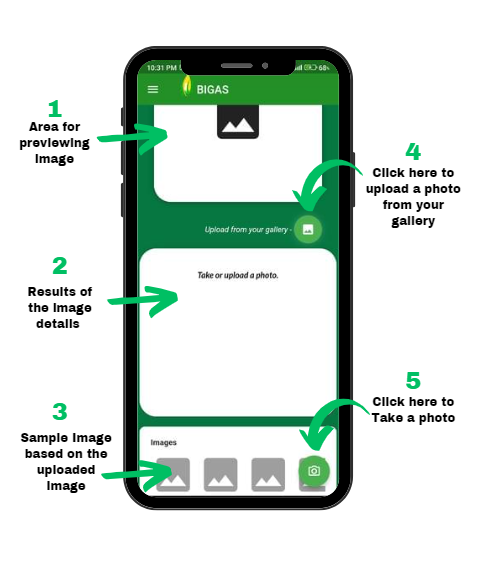 10:31 PM
68
BIGAS
1
Area for
previewing
image
4
Click here to
upload a photo
from your
gallery
Upload from your gallery -
2
Results of
the image
details
Take or upload a photo.
5
Click here to
Take a photo
3
Sample image
based on the
uploaded
image
Images